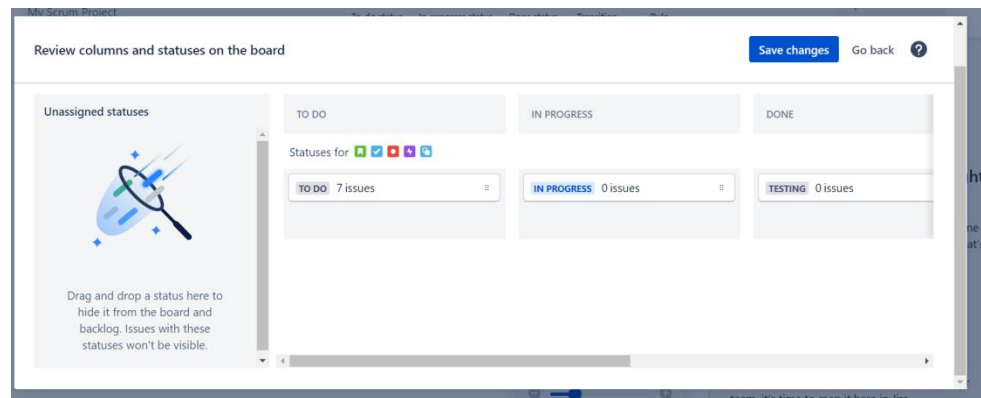 My Scrum Project
Review columns and statuses on the board
Save changes
Go back
?
Unassigned statuses
TO DO
IN PROGRESS
DONE
Statuses for
TO DO 7 issues
IN PROGRESS 0 issues
TESTING 0 issues
Drag and drop a status here to
hide it from the board and
backlog. Issues with these
statuses won't be visible.